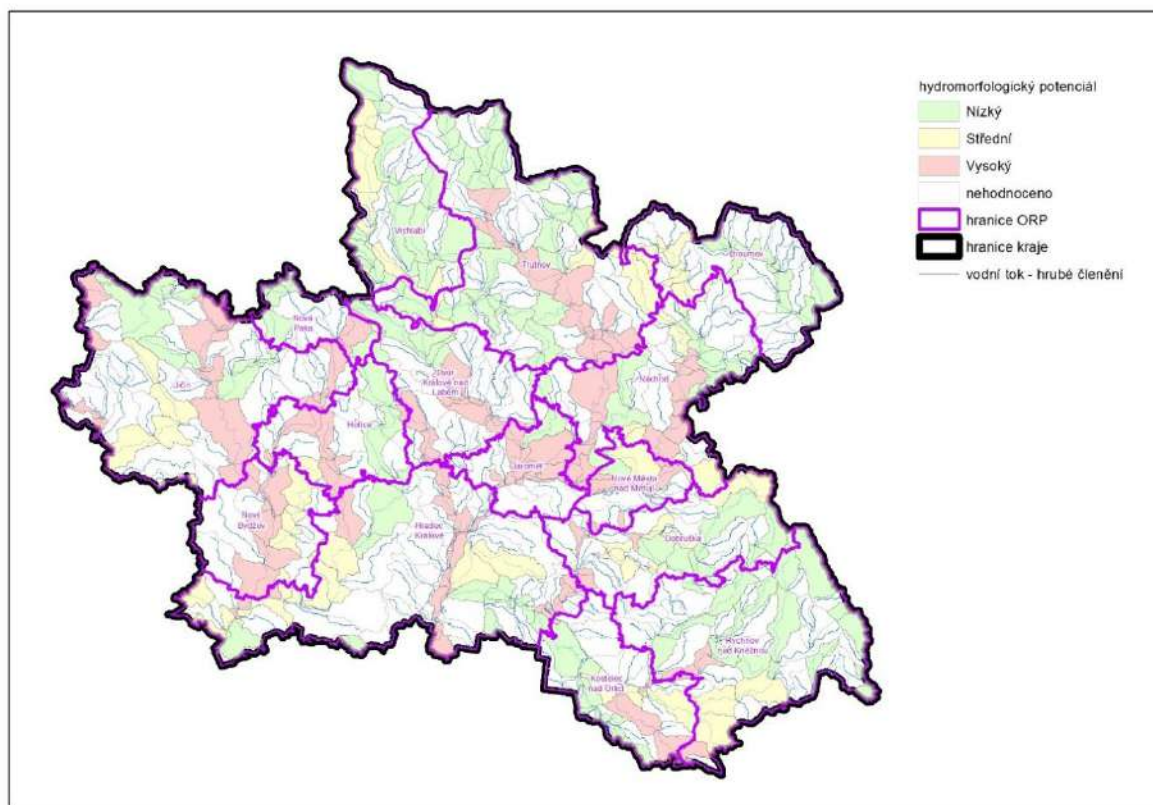 hydromorfologický potenciál
Nízký
Střední
Vysoký
nehodnoceno
hranice ORP
hranice kraje
vodní tok - hrubé členění
Vrchlabí
Trutnov
Broumov
Nová
Paka
Jičín
Dvůr
Králové nad
Labem
Náchod
Hořice
Jaroměř
Nové Město
nad Metují
Nový
Bydžov
Hradec
Králové
Dobruška
Rychnov
nad Kněžnou
Kostelec
nad Orlicí